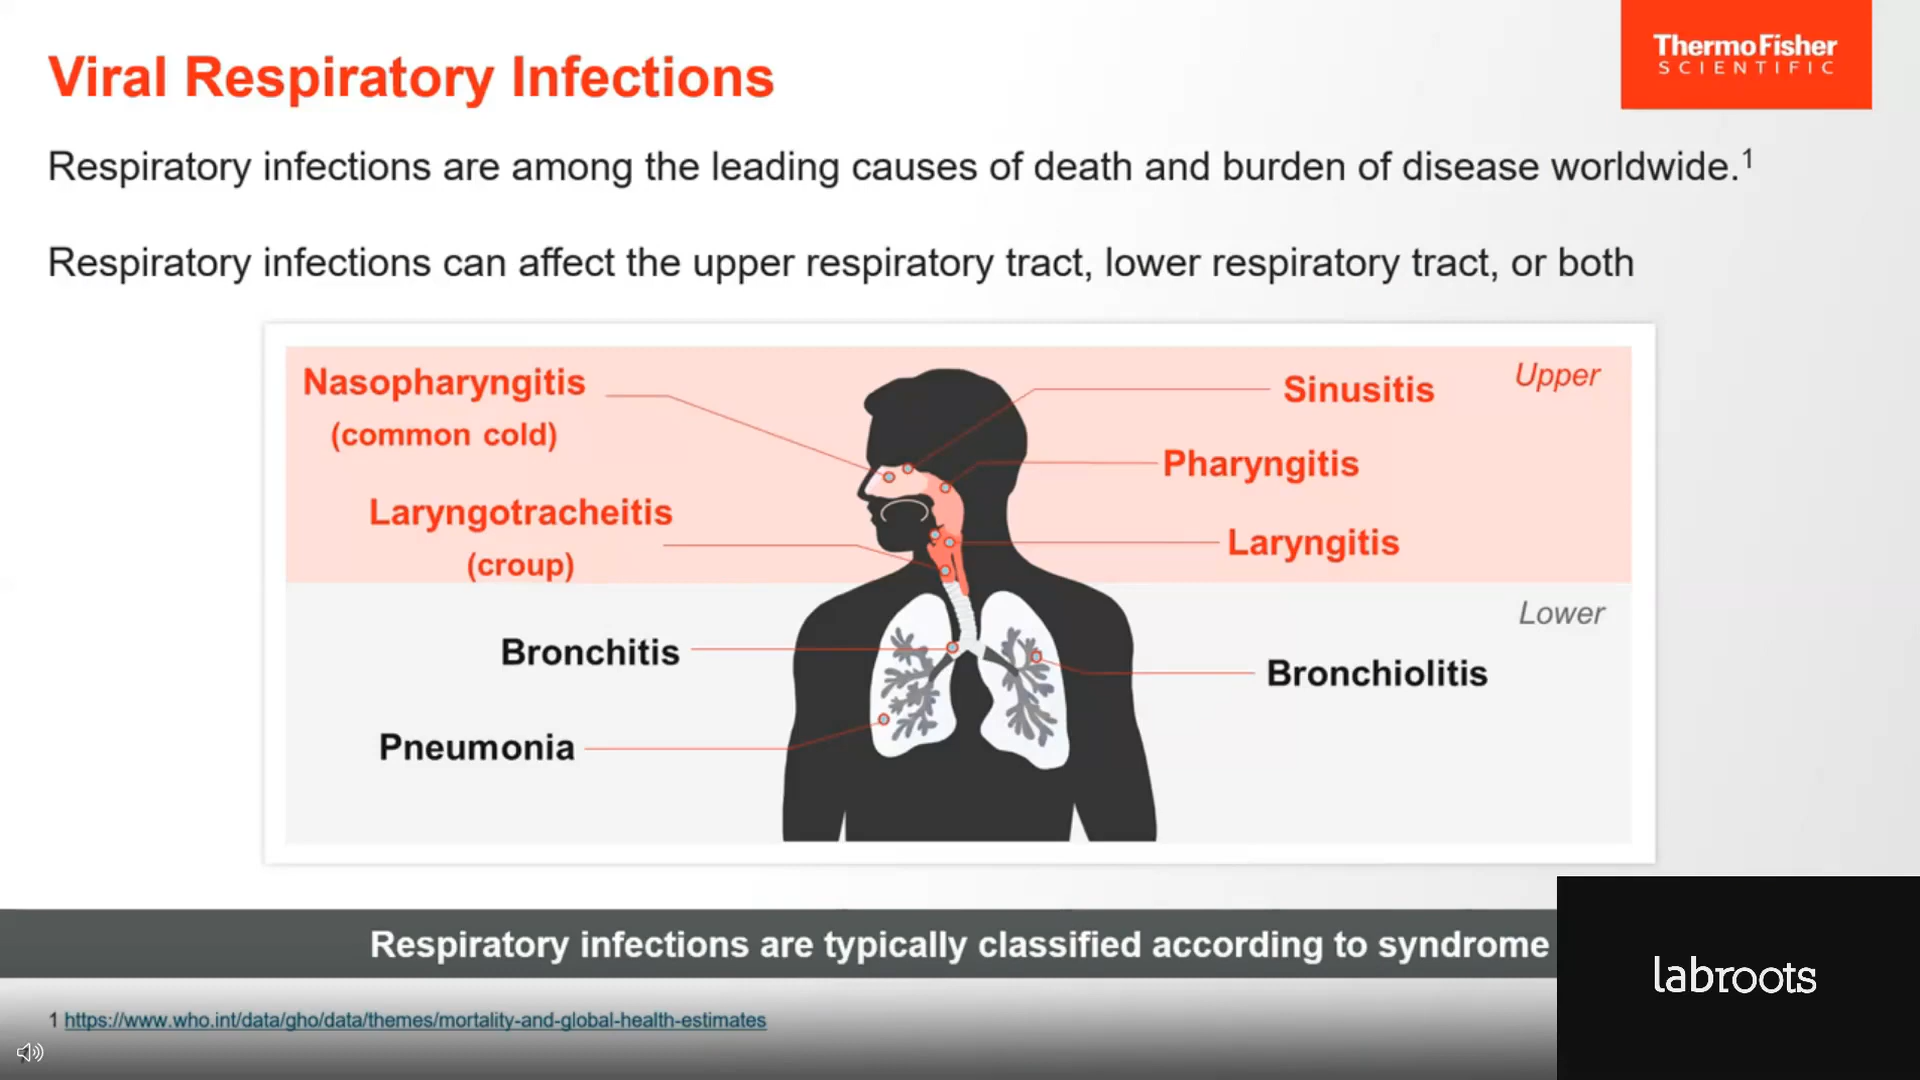 Viral Respiratory Infections
ThermoFisher
SCIENTIFIC
Respiratory infections are among the leading causes of death and burden of disease worldwide.1
Respiratory infections can affect the upper respiratory tract, lower respiratory tract, or both
Upper
Nasopharyngitis
(common cold)
Sinusitis
Pharyngitis
Laryngotracheitis
(croup)
Laryngitis
Lower
Bronchitis
Bronchiolitis
Pneumonia
Respiratory infections are typically classified according to syndrome
labroots
1 https://www.who.int/data/gho/data/themes/mortality-and-global-health-estimates